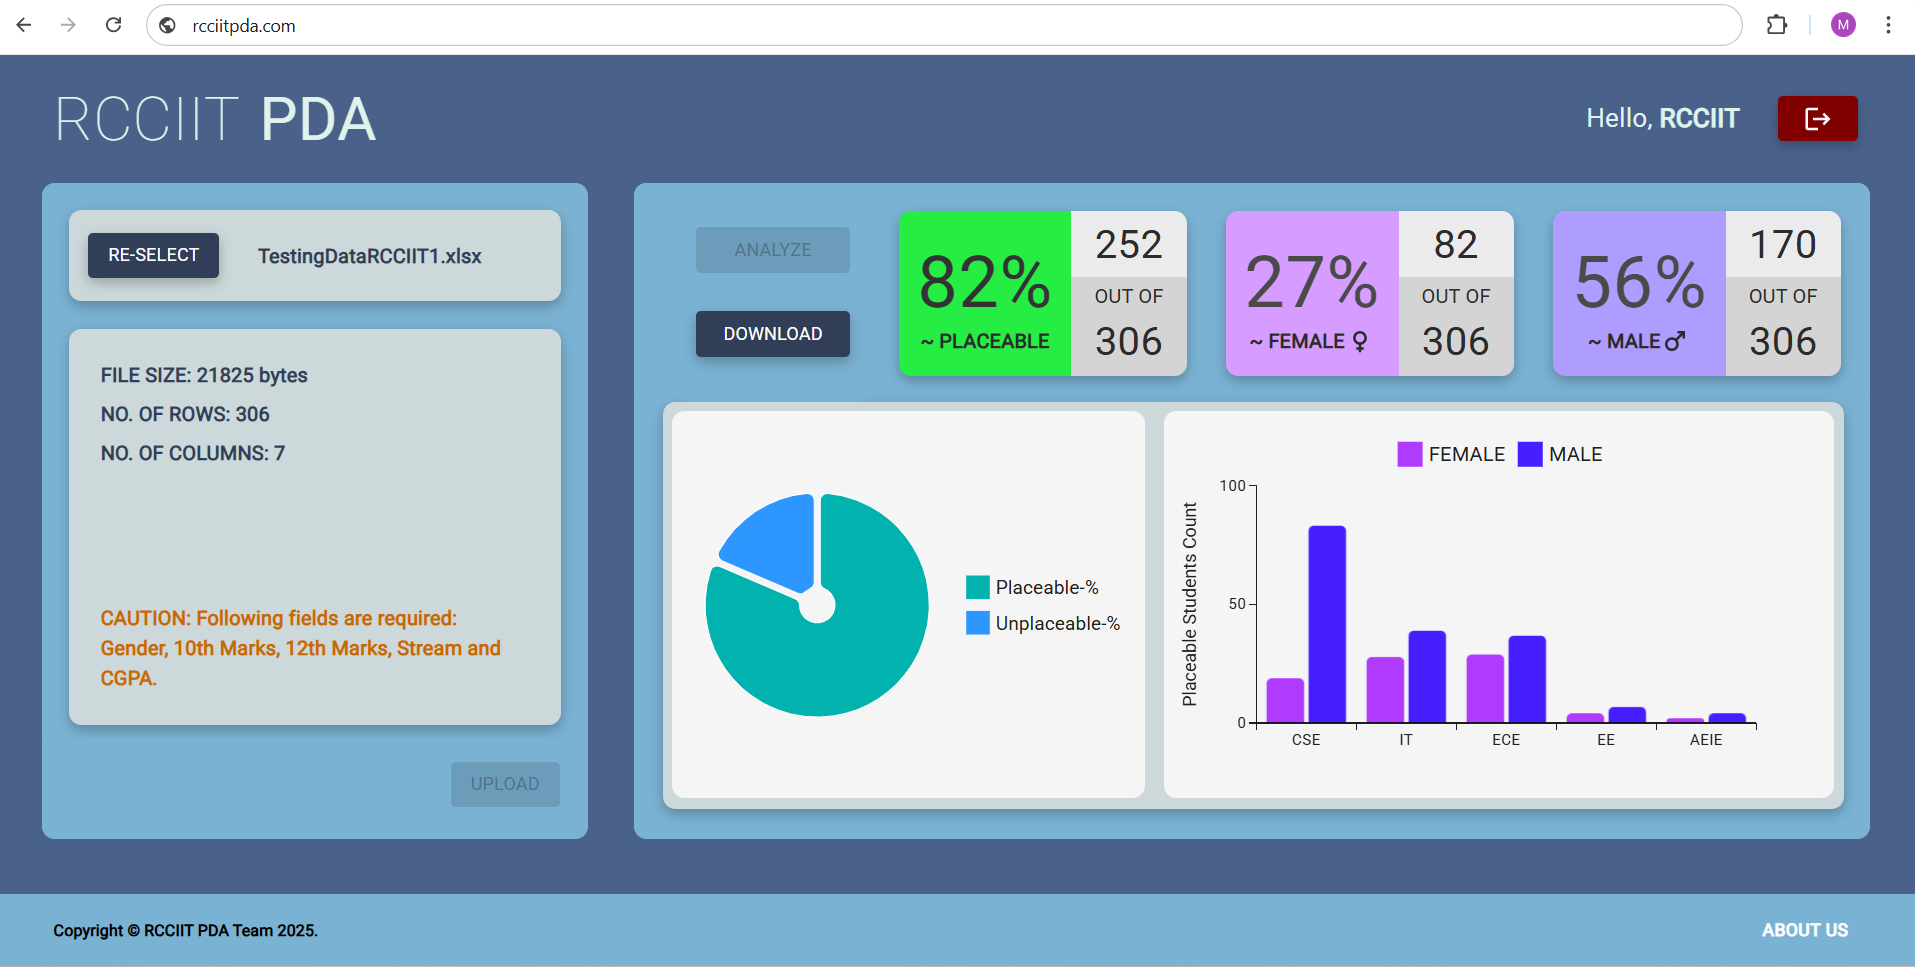 rcciitpda.com
M
RCCIIT PDA
Hello, RCCIIT
RE-SELECT
TestingDataRCCIIT1.xlsx
FILE SIZE: 21825 bytes
NO. OF ROWS: 306
NO. OF COLUMNS: 7
CAUTION: Following fields are required:
Gender, 10th Marks, 12th Marks, Stream and
CGPA.
UPLOAD
ANALYZE
DOWNLOAD
82%
~ PLACEABLE
252
OUT OF
306
27%
~ FEMALE ♀
82
OUT OF
306
56%
~ MALE ♂
170
OUT OF
306
Placeable-%
Unplaceable-%
FEMALE MALE
Placeable Students Count
100
50
0
CSE IT ECE EE AEIE
Copyright © RCCIIT PDA Team 2025.
ABOUT US